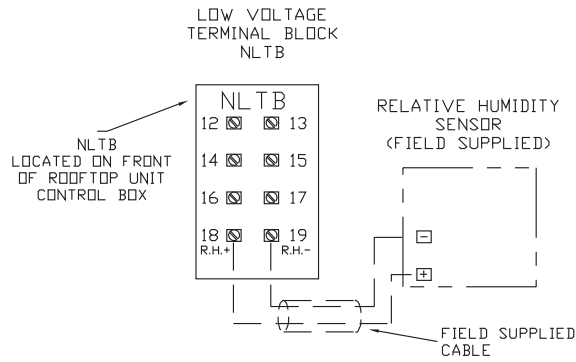 LOW VOLTAGE
TERMINAL BLOCK
NLTB
NLTB
12 13
14 15
16 17
18 19
R.H.+ R.H.-
NLTB
LOCATED ON FRONT
OF ROOFTOP UNIT
CONTROL BOX
RELATIVE HUMIDITY
SENSOR
(FIELD SUPPLIED)
-
+
FIELD SUPPLIED
CABLE